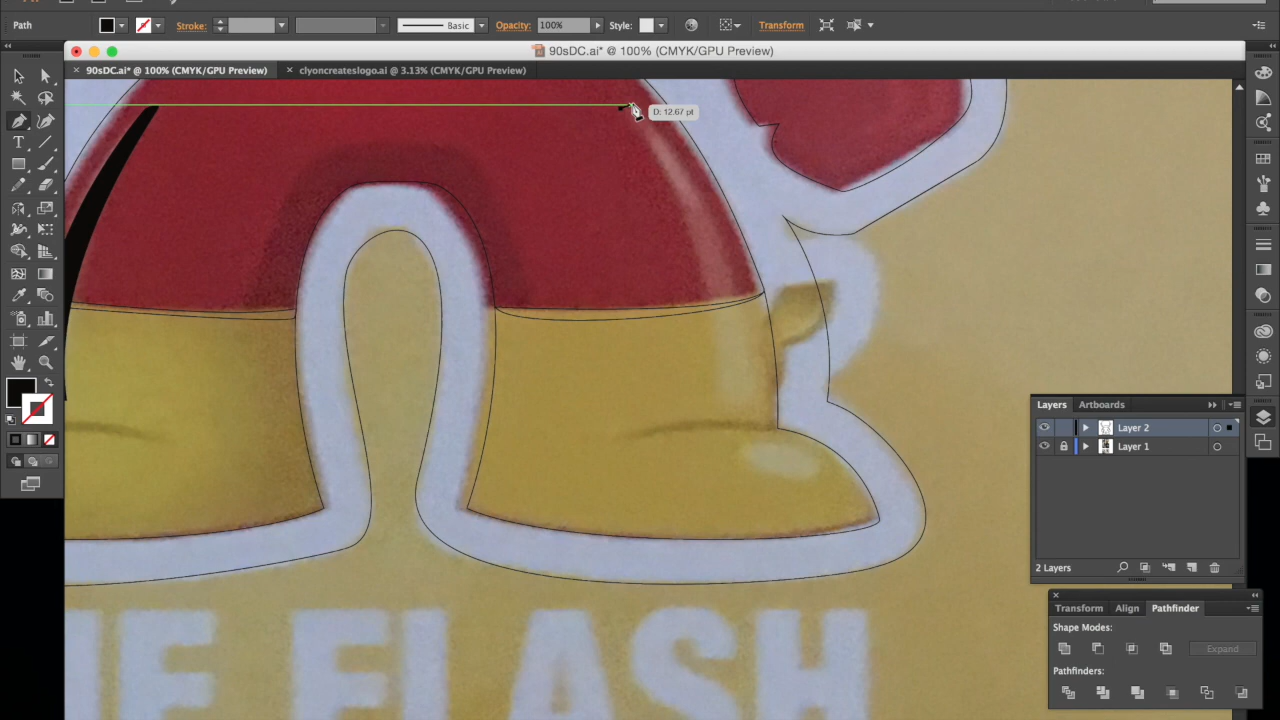 Path
Stroke:
Basic
Opacity:
100%
Style:
Transform
90sDC.ai* @ 100% (CMYK/GPU Preview)
90sDC.ai* @ 100% (CMYK/GPU Preview)
clyoncreateslogo.ai @ 3.13% (CMYK/GPU Preview)
D: 12.67 pt
Layers
Artboards
Layer 2
Layer 1
2 Layers
Transform
Align
Pathfinder
Shape Modes:
Expand
Pathfinders:
FLASH